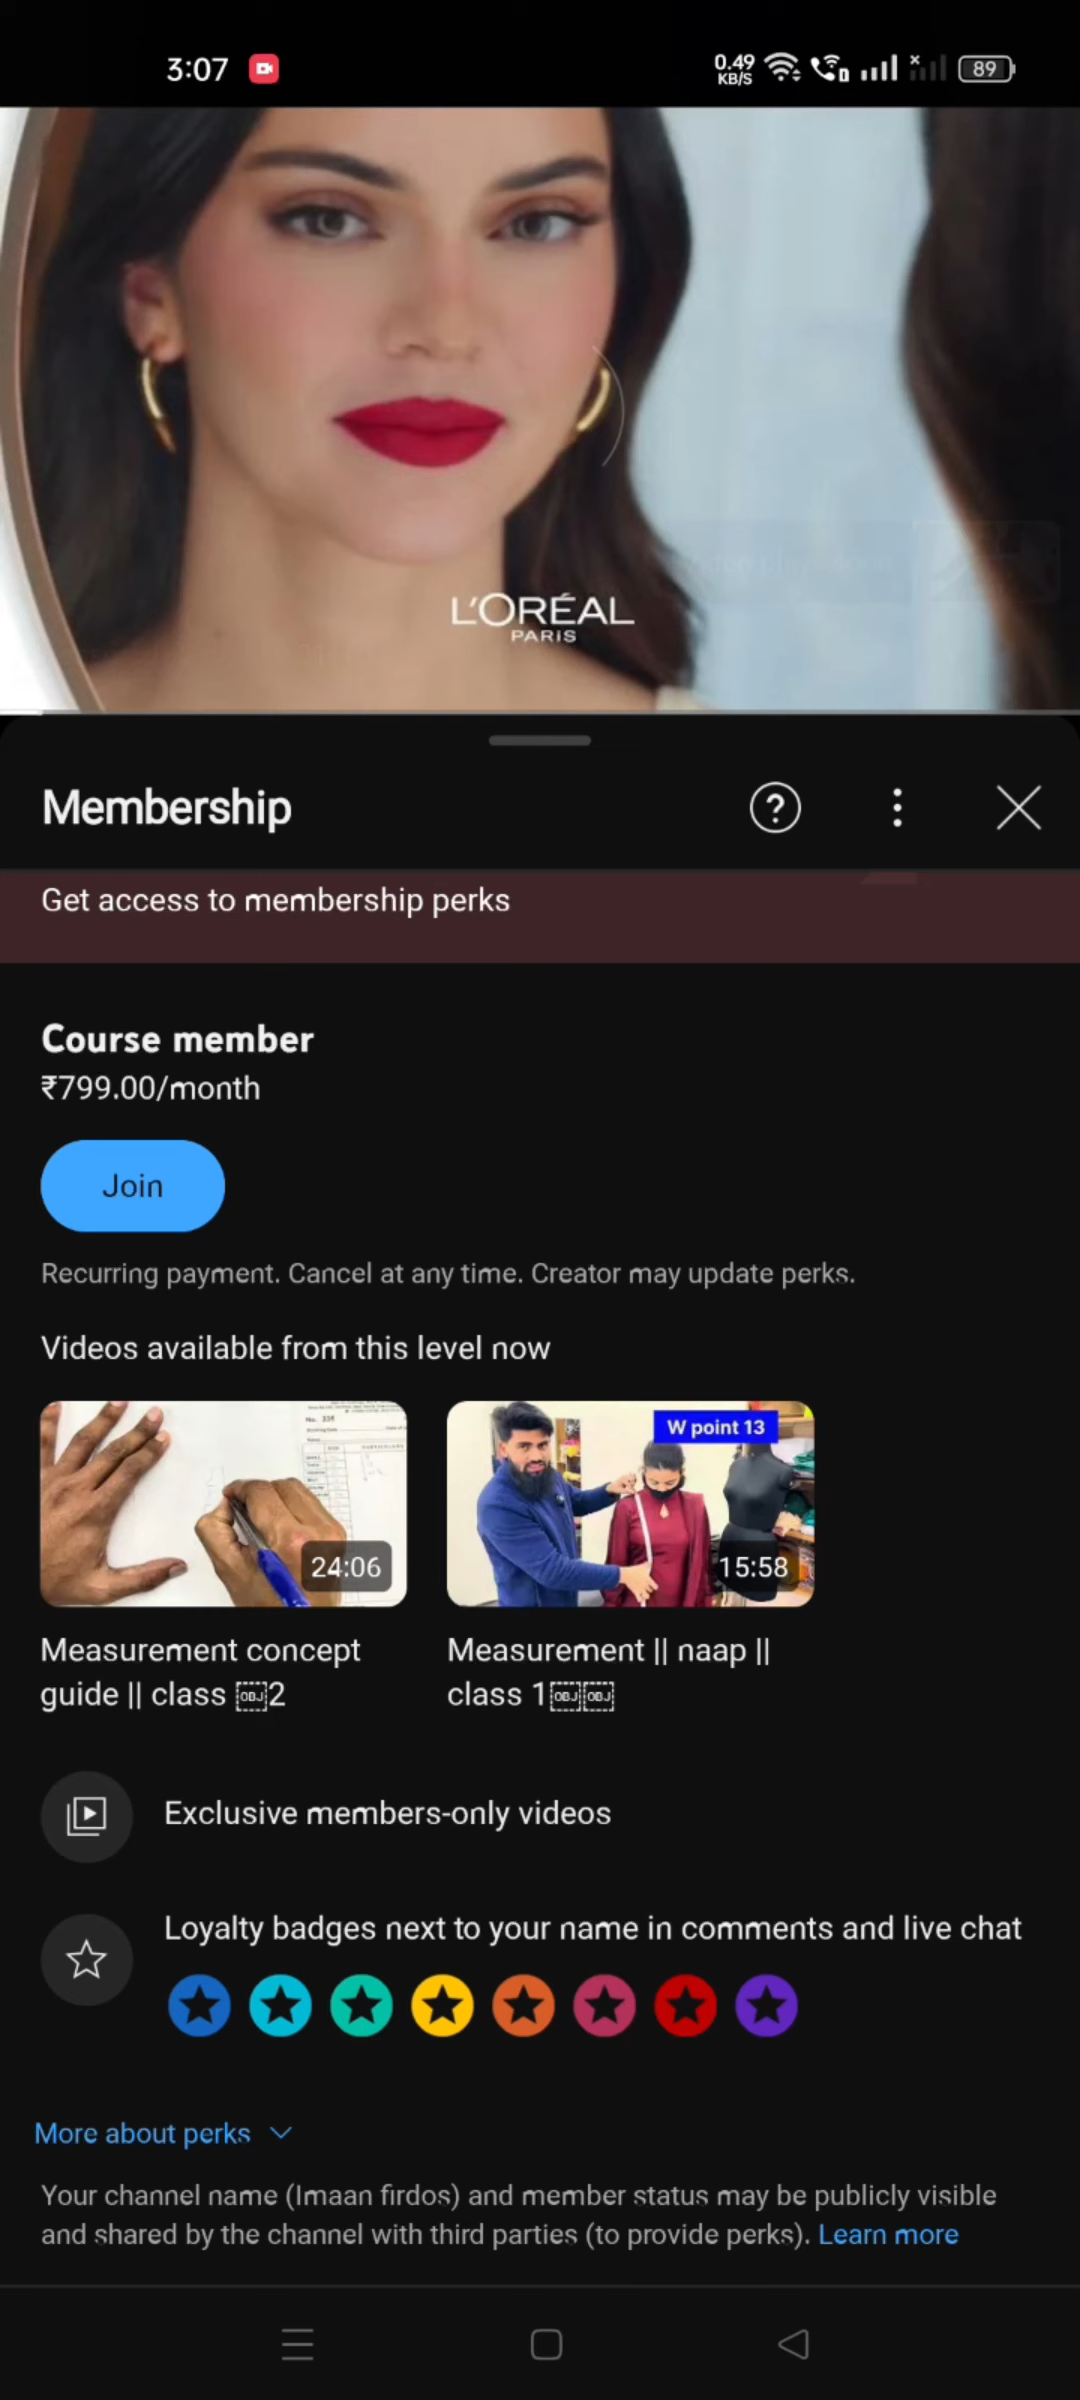 3:07
0.49
KB/S
89
L'ORÉAL
PARIS
Membership
Get access to membership perks
Course member
₹799.00/month
Join
Recurring payment. Cancel at any time. Creator may update perks.
Videos available from this level now
No.
W point 13
24:06
15:58
Measurement concept
guide || class 2
Measurement || naap ||
class 1
Exclusive members-only videos
Loyalty badges next to your name in comments and live chat
More about perks
Your channel name (Imaan firdos) and member status may be publicly visible
and shared by the channel with third parties (to provide perks). Learn more